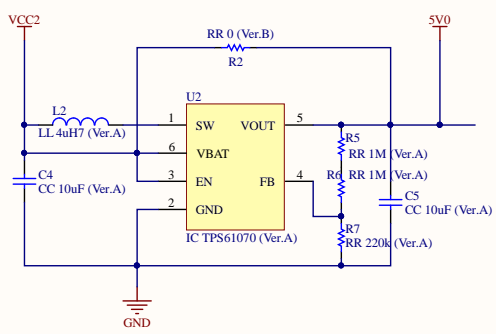 VCC2
RR 0 (Ver.B)
R2
5V0
U2
L2
LL 4uH7 (Ver.A)
1
SW
VOUT
5
R5
RR 1M (Ver.A)
6
VBAT
C4
CC 10uF (Ver.A)
3
EN
FB
4
R6
RR 1M (Ver.A)
2
GND
C5
CC 10uF (Ver.A)
R7
RR 220k (Ver.A)
IC TPS61070 (Ver.A)
GND